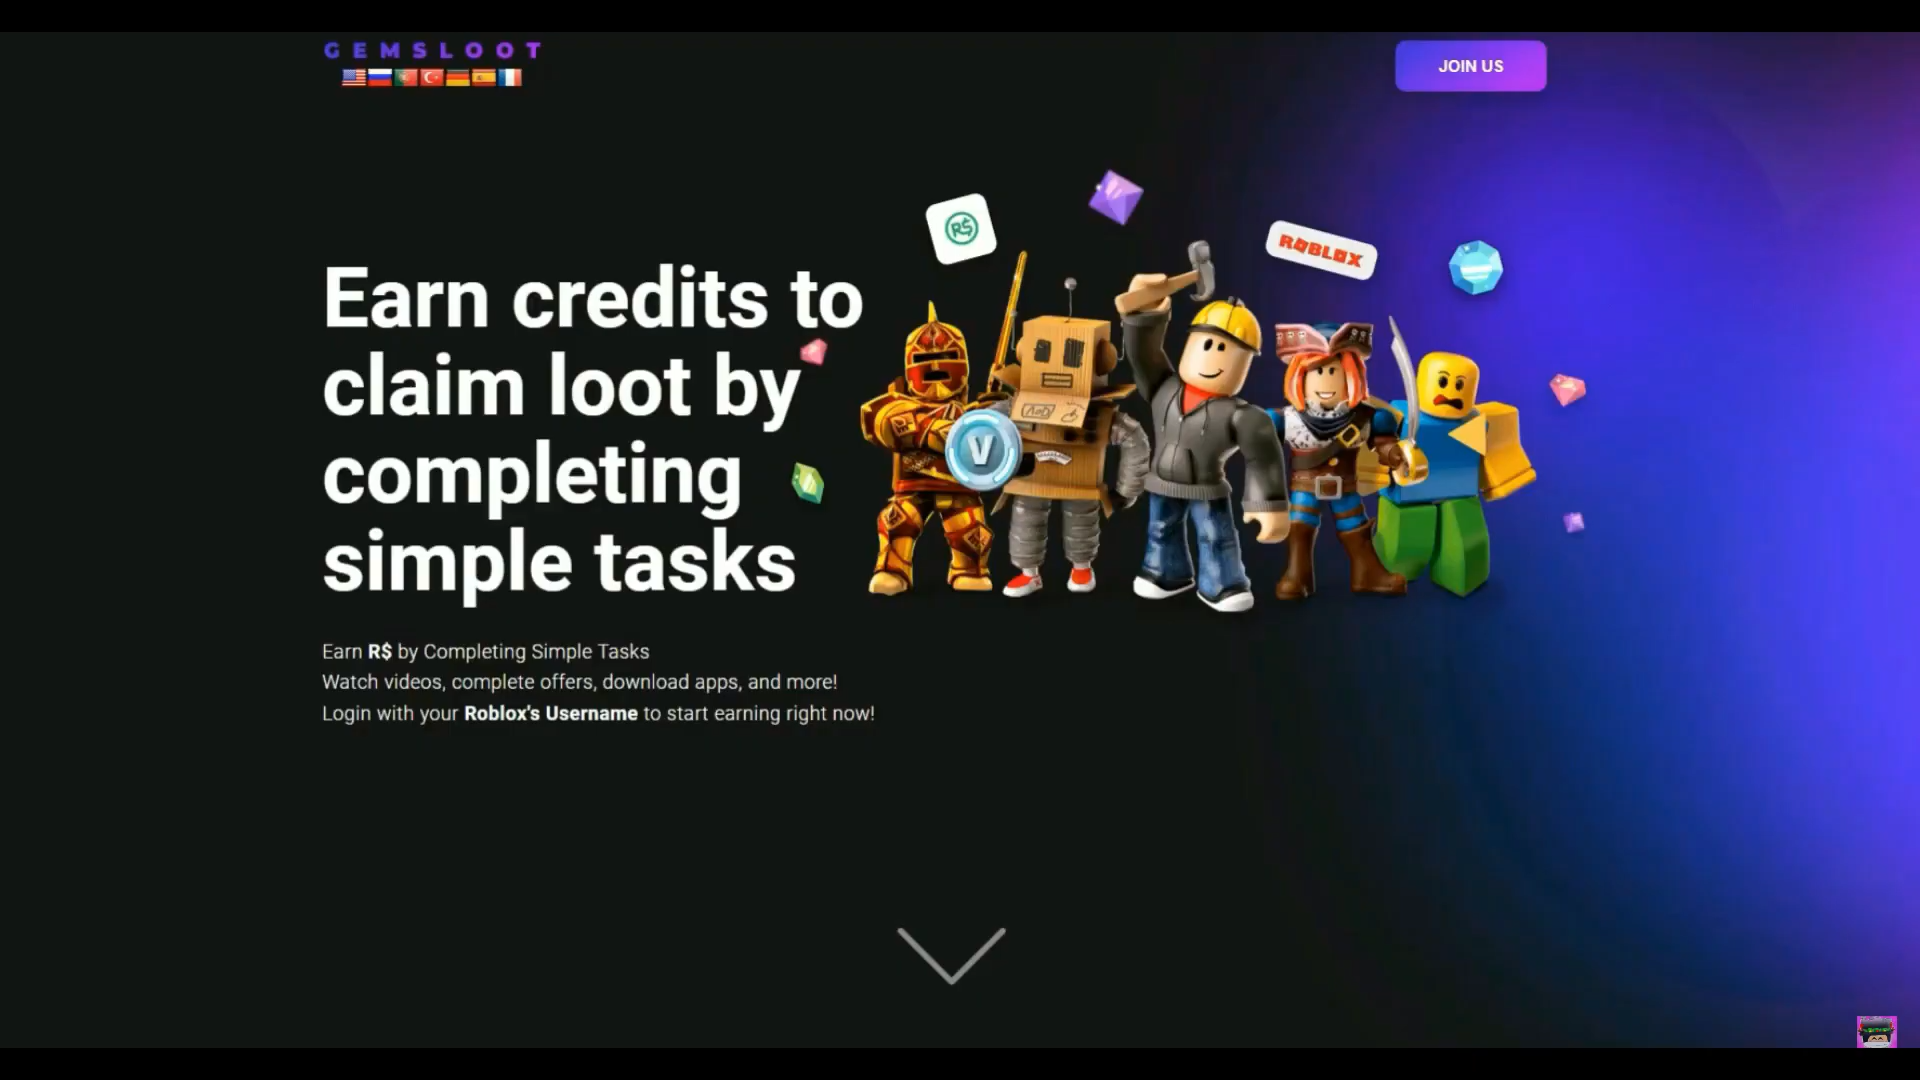 GEMSLOOT
JOIN US
R$
ROBLOX
Earn credits to
claim loot by
completing
simple tasks
V
Earn R$ by Completing Simple Tasks
Watch videos, complete offers, download apps, and more!
Login with your Roblox's Username to start earning right now!